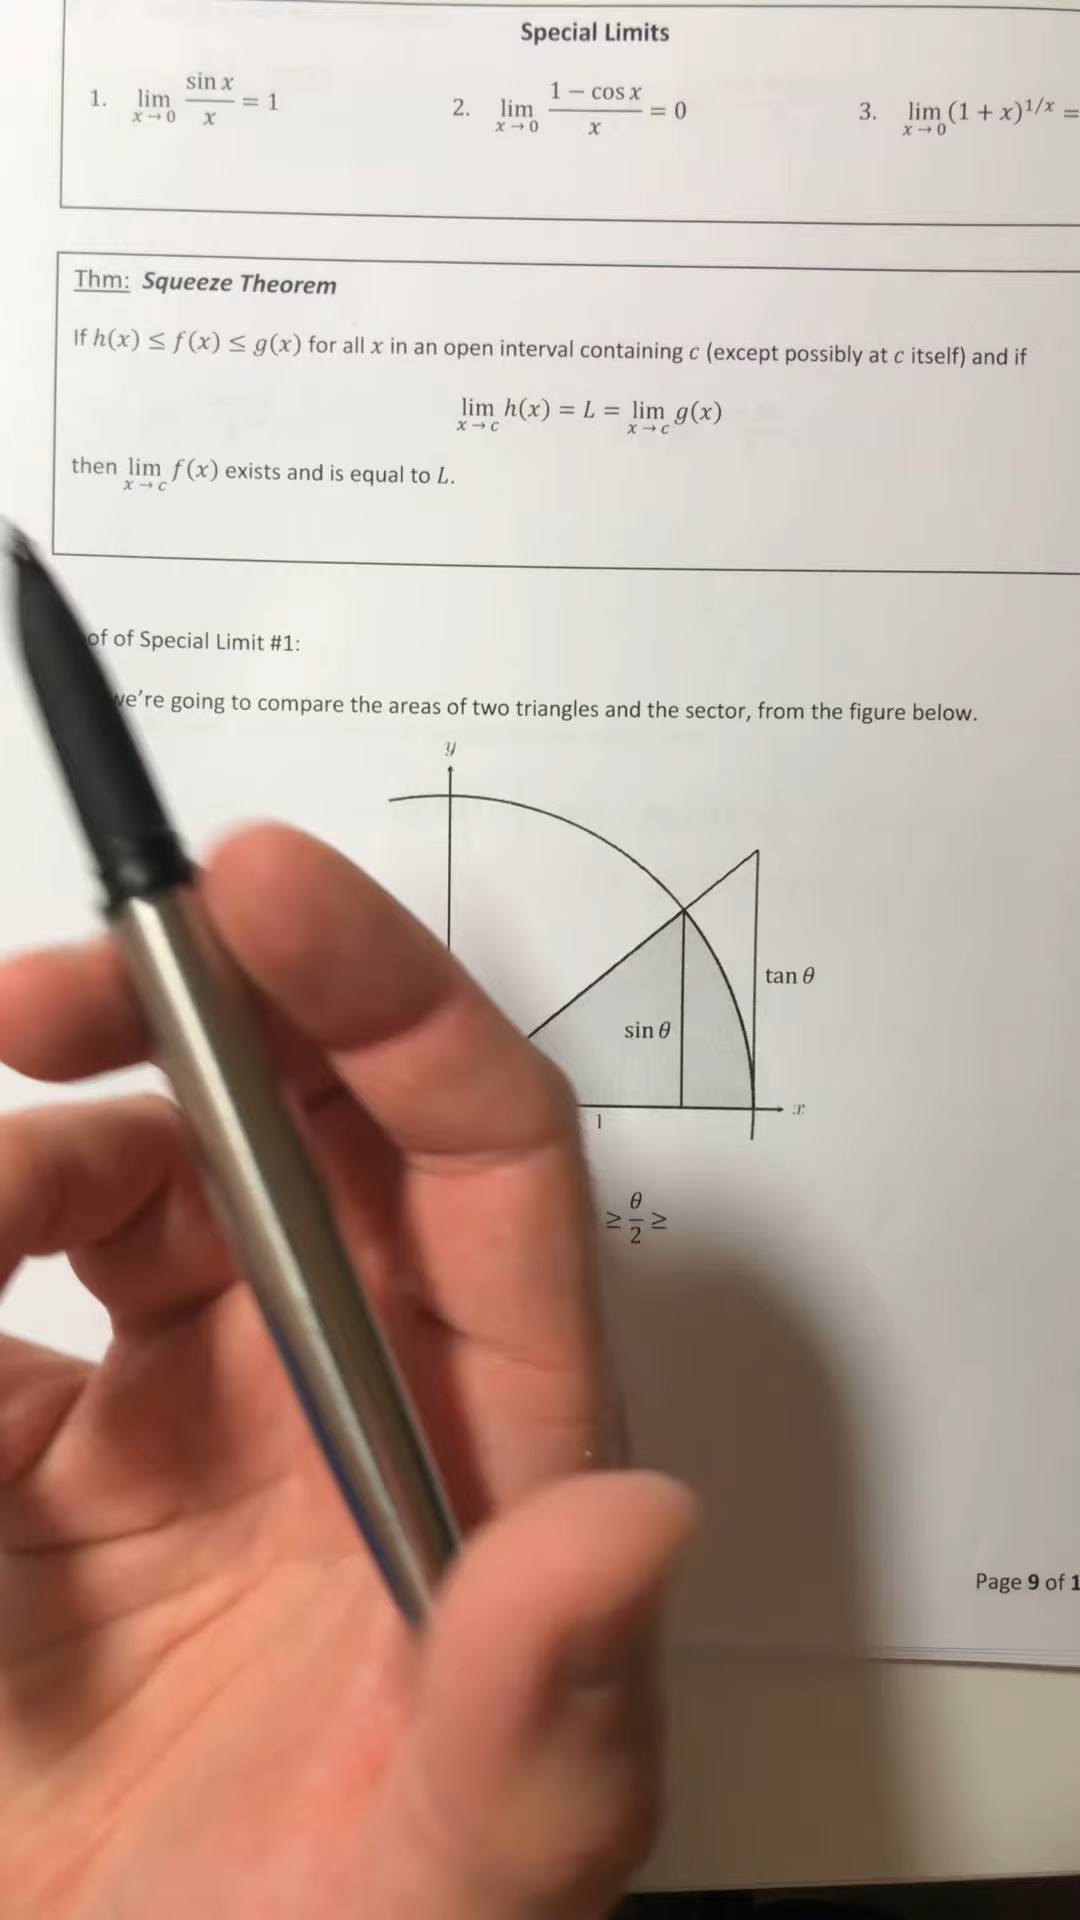 Special Limits
1. lim x→0 sin x / x = 1
2. lim x→0 1 − cos x / x = 0
3. lim x→0 (1 + x)^1/x =
Thm: Squeeze Theorem
If h(x) ≤ f(x) ≤ g(x) for all x in an open interval containing c (except possibly at c itself) and if
lim x→c h(x) = L = lim x→c g(x)
then lim x→c f(x) exists and is equal to L.
of of Special Limit #1:
we're going to compare the areas of two triangles and the sector, from the figure below.
y
tan θ
sin θ
1
x
≥ θ/2 ≥
Page 9 of 1